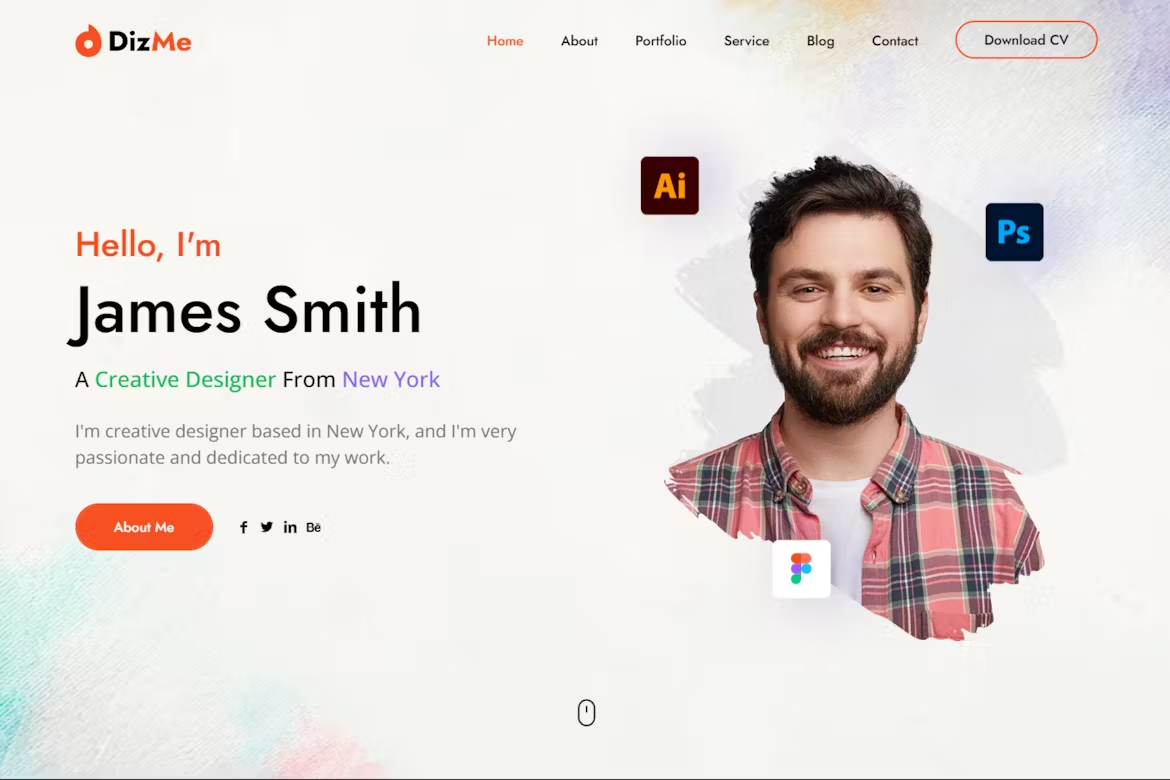 DizMe
Home About Portfolio Service Blog Contact Download CV
Ai
Ps
Hello, I'm
James Smith
A Creative Designer From New York
I'm creative designer based in New York, and I'm very
passionate and dedicated to my work.
About Me
f in Bē